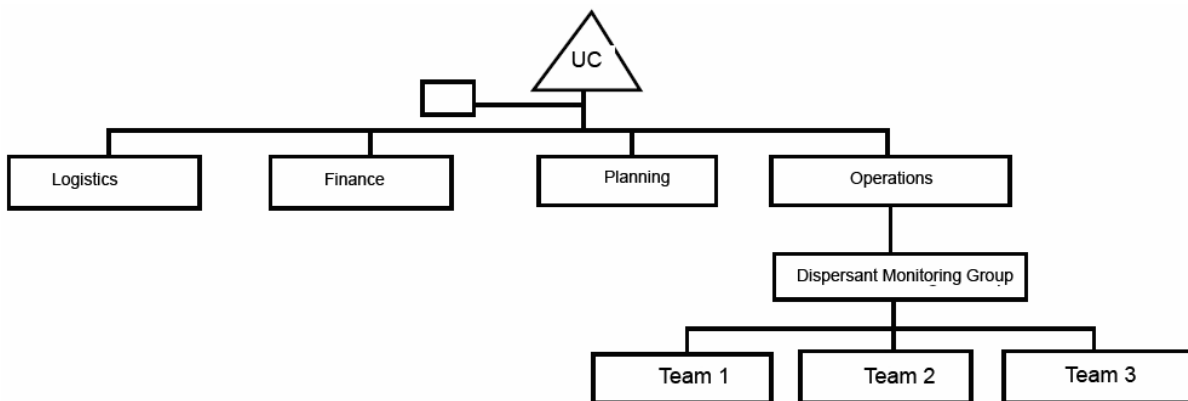 UC
Logistics
Finance
Planning
Operations
Dispersant Monitoring Group
Team 1
Team 2
Team 3